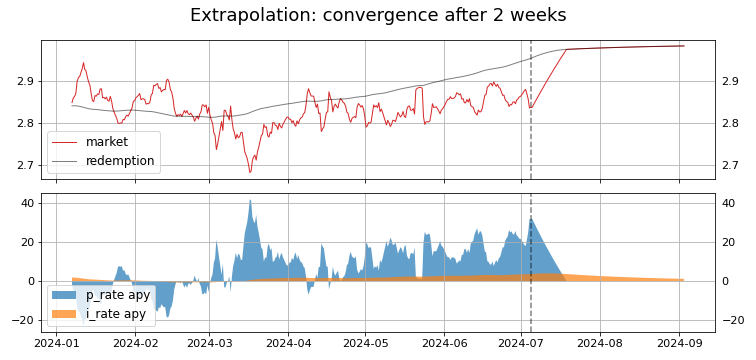 Extrapolation: convergence after 2 weeks
2.9 2.9
2.8 2.8
2.7 2.7
market
redemption
40 40
20 20
0 0
−20 −20
p_rate apy
i_rate apy
2024-01 2024-02 2024-03 2024-04 2024-05 2024-06 2024-07 2024-08 2024-09